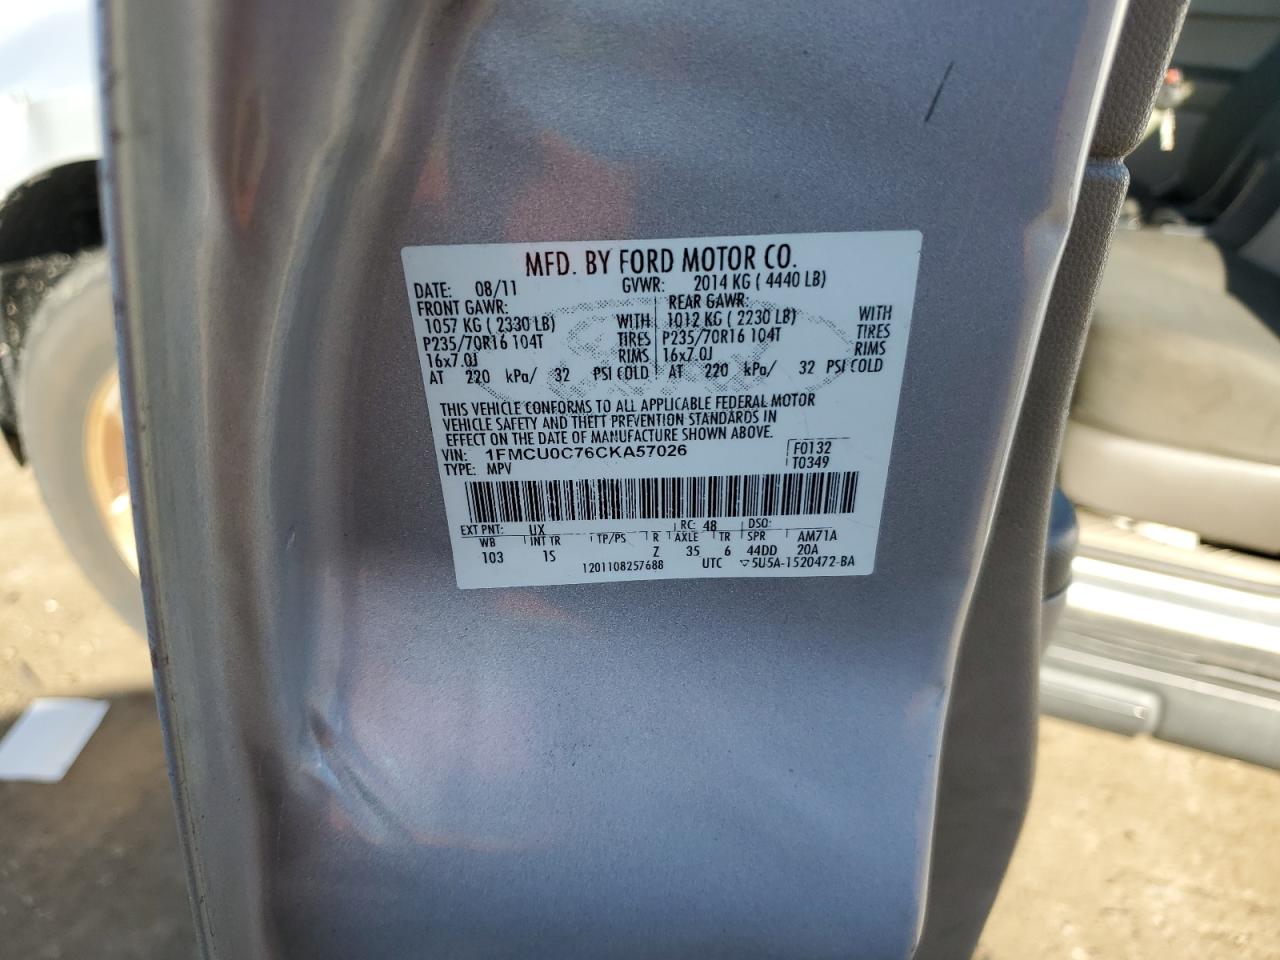 MFD. BY FORD MOTOR CO.
DATE: 08/11 GVWR: 2014 KG ( 4440 LB)
FRONT GAWR: REAR GAWR:
1057 KG ( 2330 LB) WITH 1012 KG ( 2230 LB) WITH
P235/70R16 104T TIRES P235/70R16 104T TIRES
16x7.0J RIMS 16x7.0J RIMS
AT 220 kPa/ 32 PSI COLD AT 220 kPa/ 32 PSI COLD
THIS VEHICLE CONFORMS TO ALL APPLICABLE FEDERAL MOTOR
VEHICLE SAFETY AND THEFT PREVENTION STANDARDS IN
EFFECT ON THE DATE OF MANUFACTURE SHOWN ABOVE.
VIN: 1FMCU0C76CKA57026 F0132
TYPE: MPV T0349
EXT PNT: UX RC: 48 DSO:
WB INT TR TP/PS R AXLE TR SPR AM71A
103 1S Z 35 6 44DD 20A
1201108257688 UTC ▽5U5A-1520472-BA